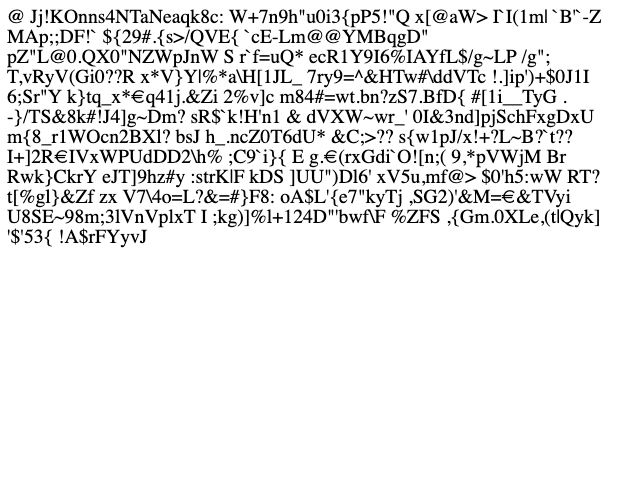 @ Jj!KOnns4NTaNeaqk8c: W+7n9h"u0i3{pP5!"Q x[@aW> I`I(1m|`B'`-Z
MAp;;DF!` ${29#.{s>/QVE{`cE-Lm@@YMBqgD"
pZ"L@0.QX0"NZWpJnW S r`f=uQ* ecR1Y9I6%IAYfL$/g~LP /g";
T,vRyV(Gi0??R x*V}Y|%*a\H[1JL_ 7ry9=^&HTw#\ddVTc !.]ip')+$0J1I
6;Sr"Y k}tq_x*€q41j.&Zi 2%v]c m84#=wt.bn?zS7.BfD{ #[1i__TyG .
-}/TS&8k#!J4]g~Dm? sR$`k!H'n1 & dVXW~wr_' 0I&3nd]pjSchFxgDxU
m{8_r1WOcn2BXl? bsJ h_.ncZ0T6dU* &C;>?? s{w1pJ/x!+?L~B?`t??
I+]2R€IVxWPUdDD2\h% ;C9`i}{ E g.€(rxGdi`O![n;( 9,*pVWjM Br
Rwk}CkrY eJT]9hz#y :strK|F kDS ]UU")Dl6' xV5u,mf@> $0'h5:wW RT?
t[%gl}&Zf zx V7\4o=L?&=#}F8: oA$L'{e7"kyTj ,SG2)'&M=€&TVyi
U8SE~98m;3lVnVplxT I ;kg)]%l+124D"'bwf\F %ZFS ,{Gm.0XLe,(tlQyk]
'$'53{ !A$rFYyvJ